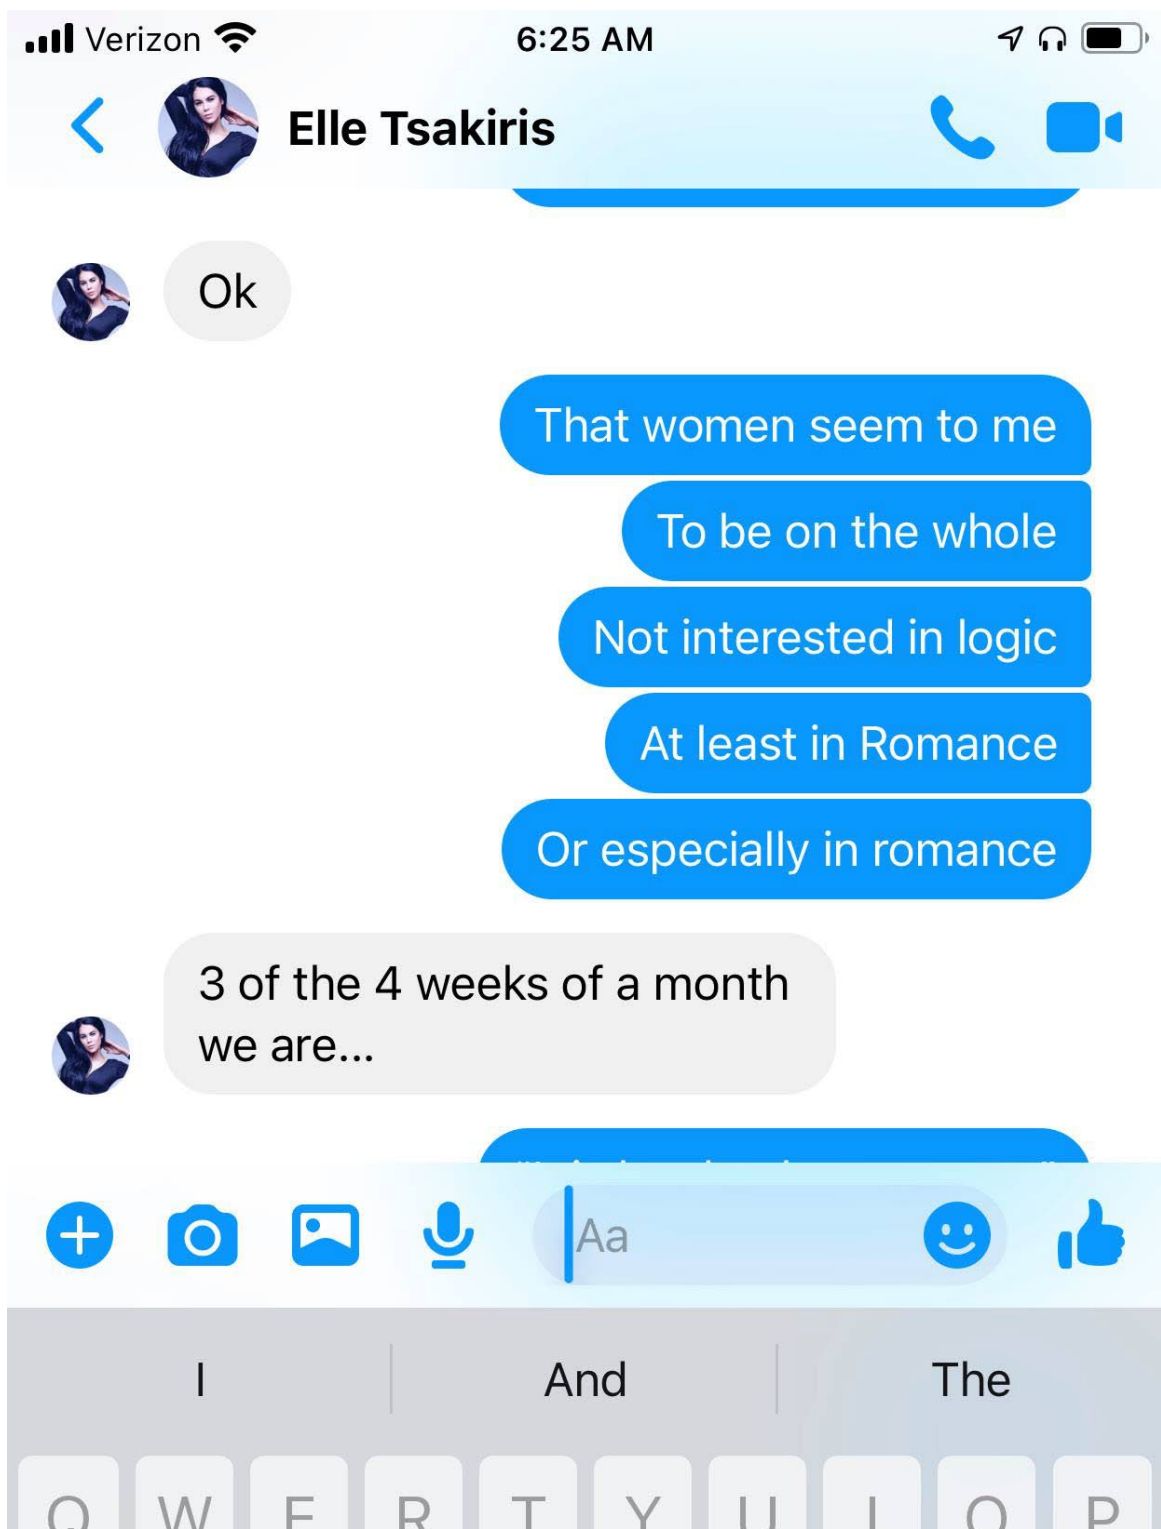 Verizon 6:25 AM
Elle Tsakiris
Ok
That women seem to me
To be on the whole
Not interested in logic
At least in Romance
Or especially in romance
3 of the 4 weeks of a month
we are...
Aa
I And The
Q W E R T Y U I O P